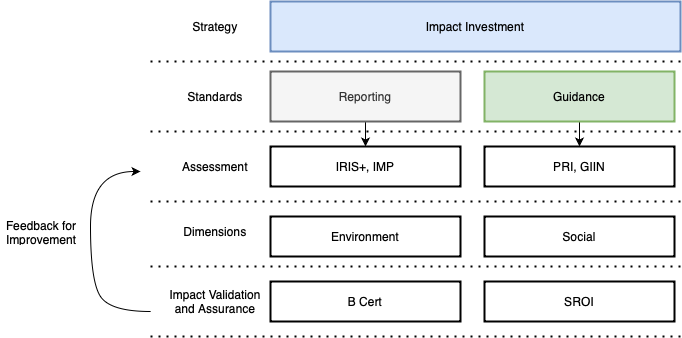 Strategy
Impact Investment
Standards
Reporting
Guidance
Assessment
IRIS+, IMP
PRI, GIIN
Feedback for
Improvement
Dimensions
Environment
Social
Impact Validation
and Assurance
B Cert
SROI